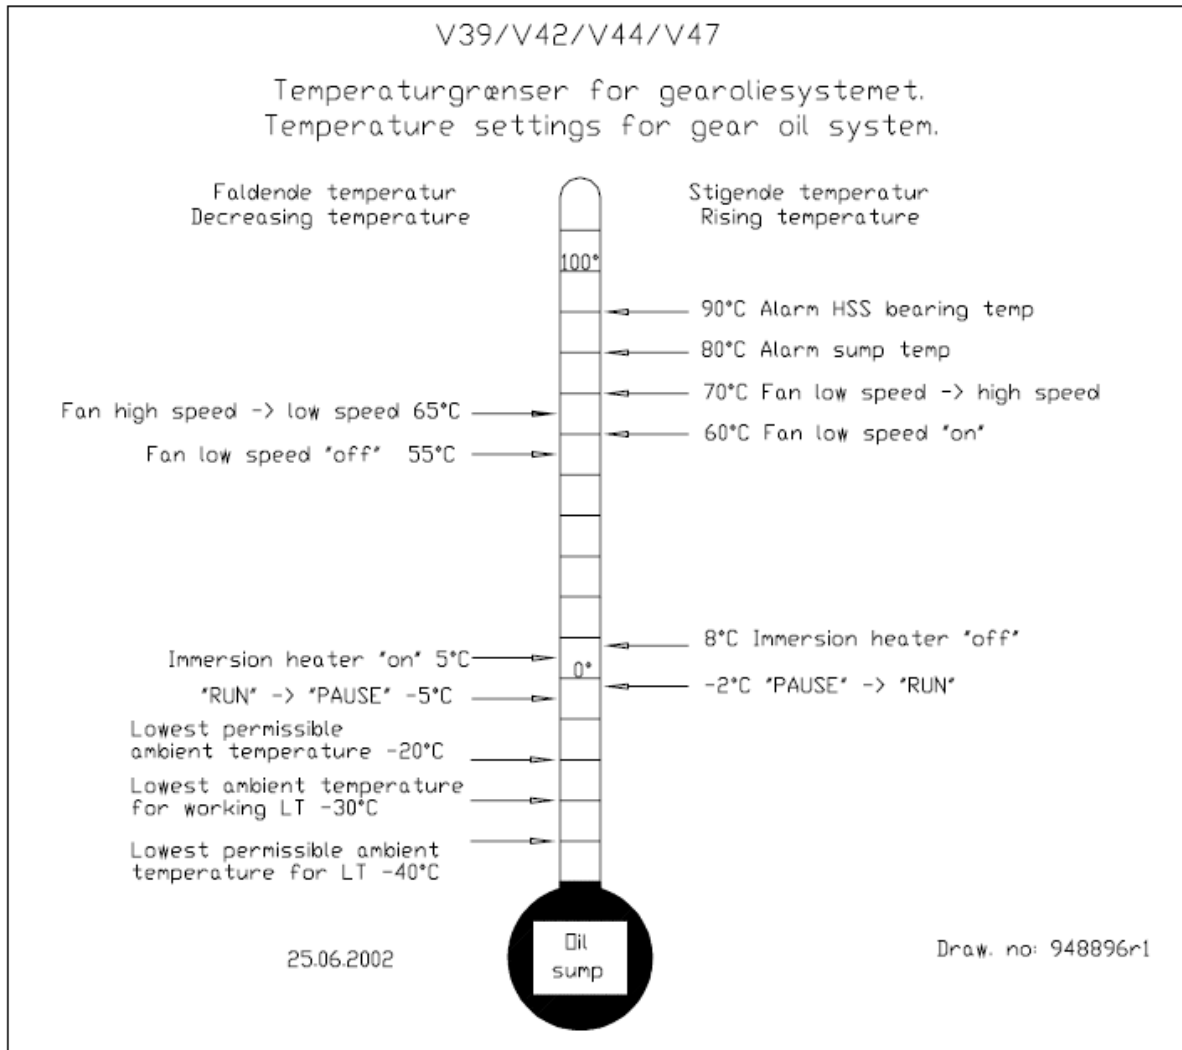 V39/V42/V44/V47
Temperaturgrænser for gearoliesystemet.
Temperature settings for gear oil system.
Faldende temperatur
Decreasing temperature
Stigende temperatur
Rising temperature
100°
90°C Alarm HSS bearing temp
80°C Alarm sump temp
70°C Fan low speed -> high speed
Fan high speed -> low speed 65°C
60°C Fan low speed "on"
Fan low speed "off" 55°C
8°C Immersion heater "off"
Immersion heater "on" 5°C
0°
-2°C "PAUSE" -> "RUN"
"RUN" -> "PAUSE" -5°C
Lowest permissible
ambient temperature -20°C
Lowest ambient temperature
for working LT -30°C
Lowest permissible ambient
temperature for LT -40°C
Oil
sump
25.06.2002
Draw. no: 948896r1